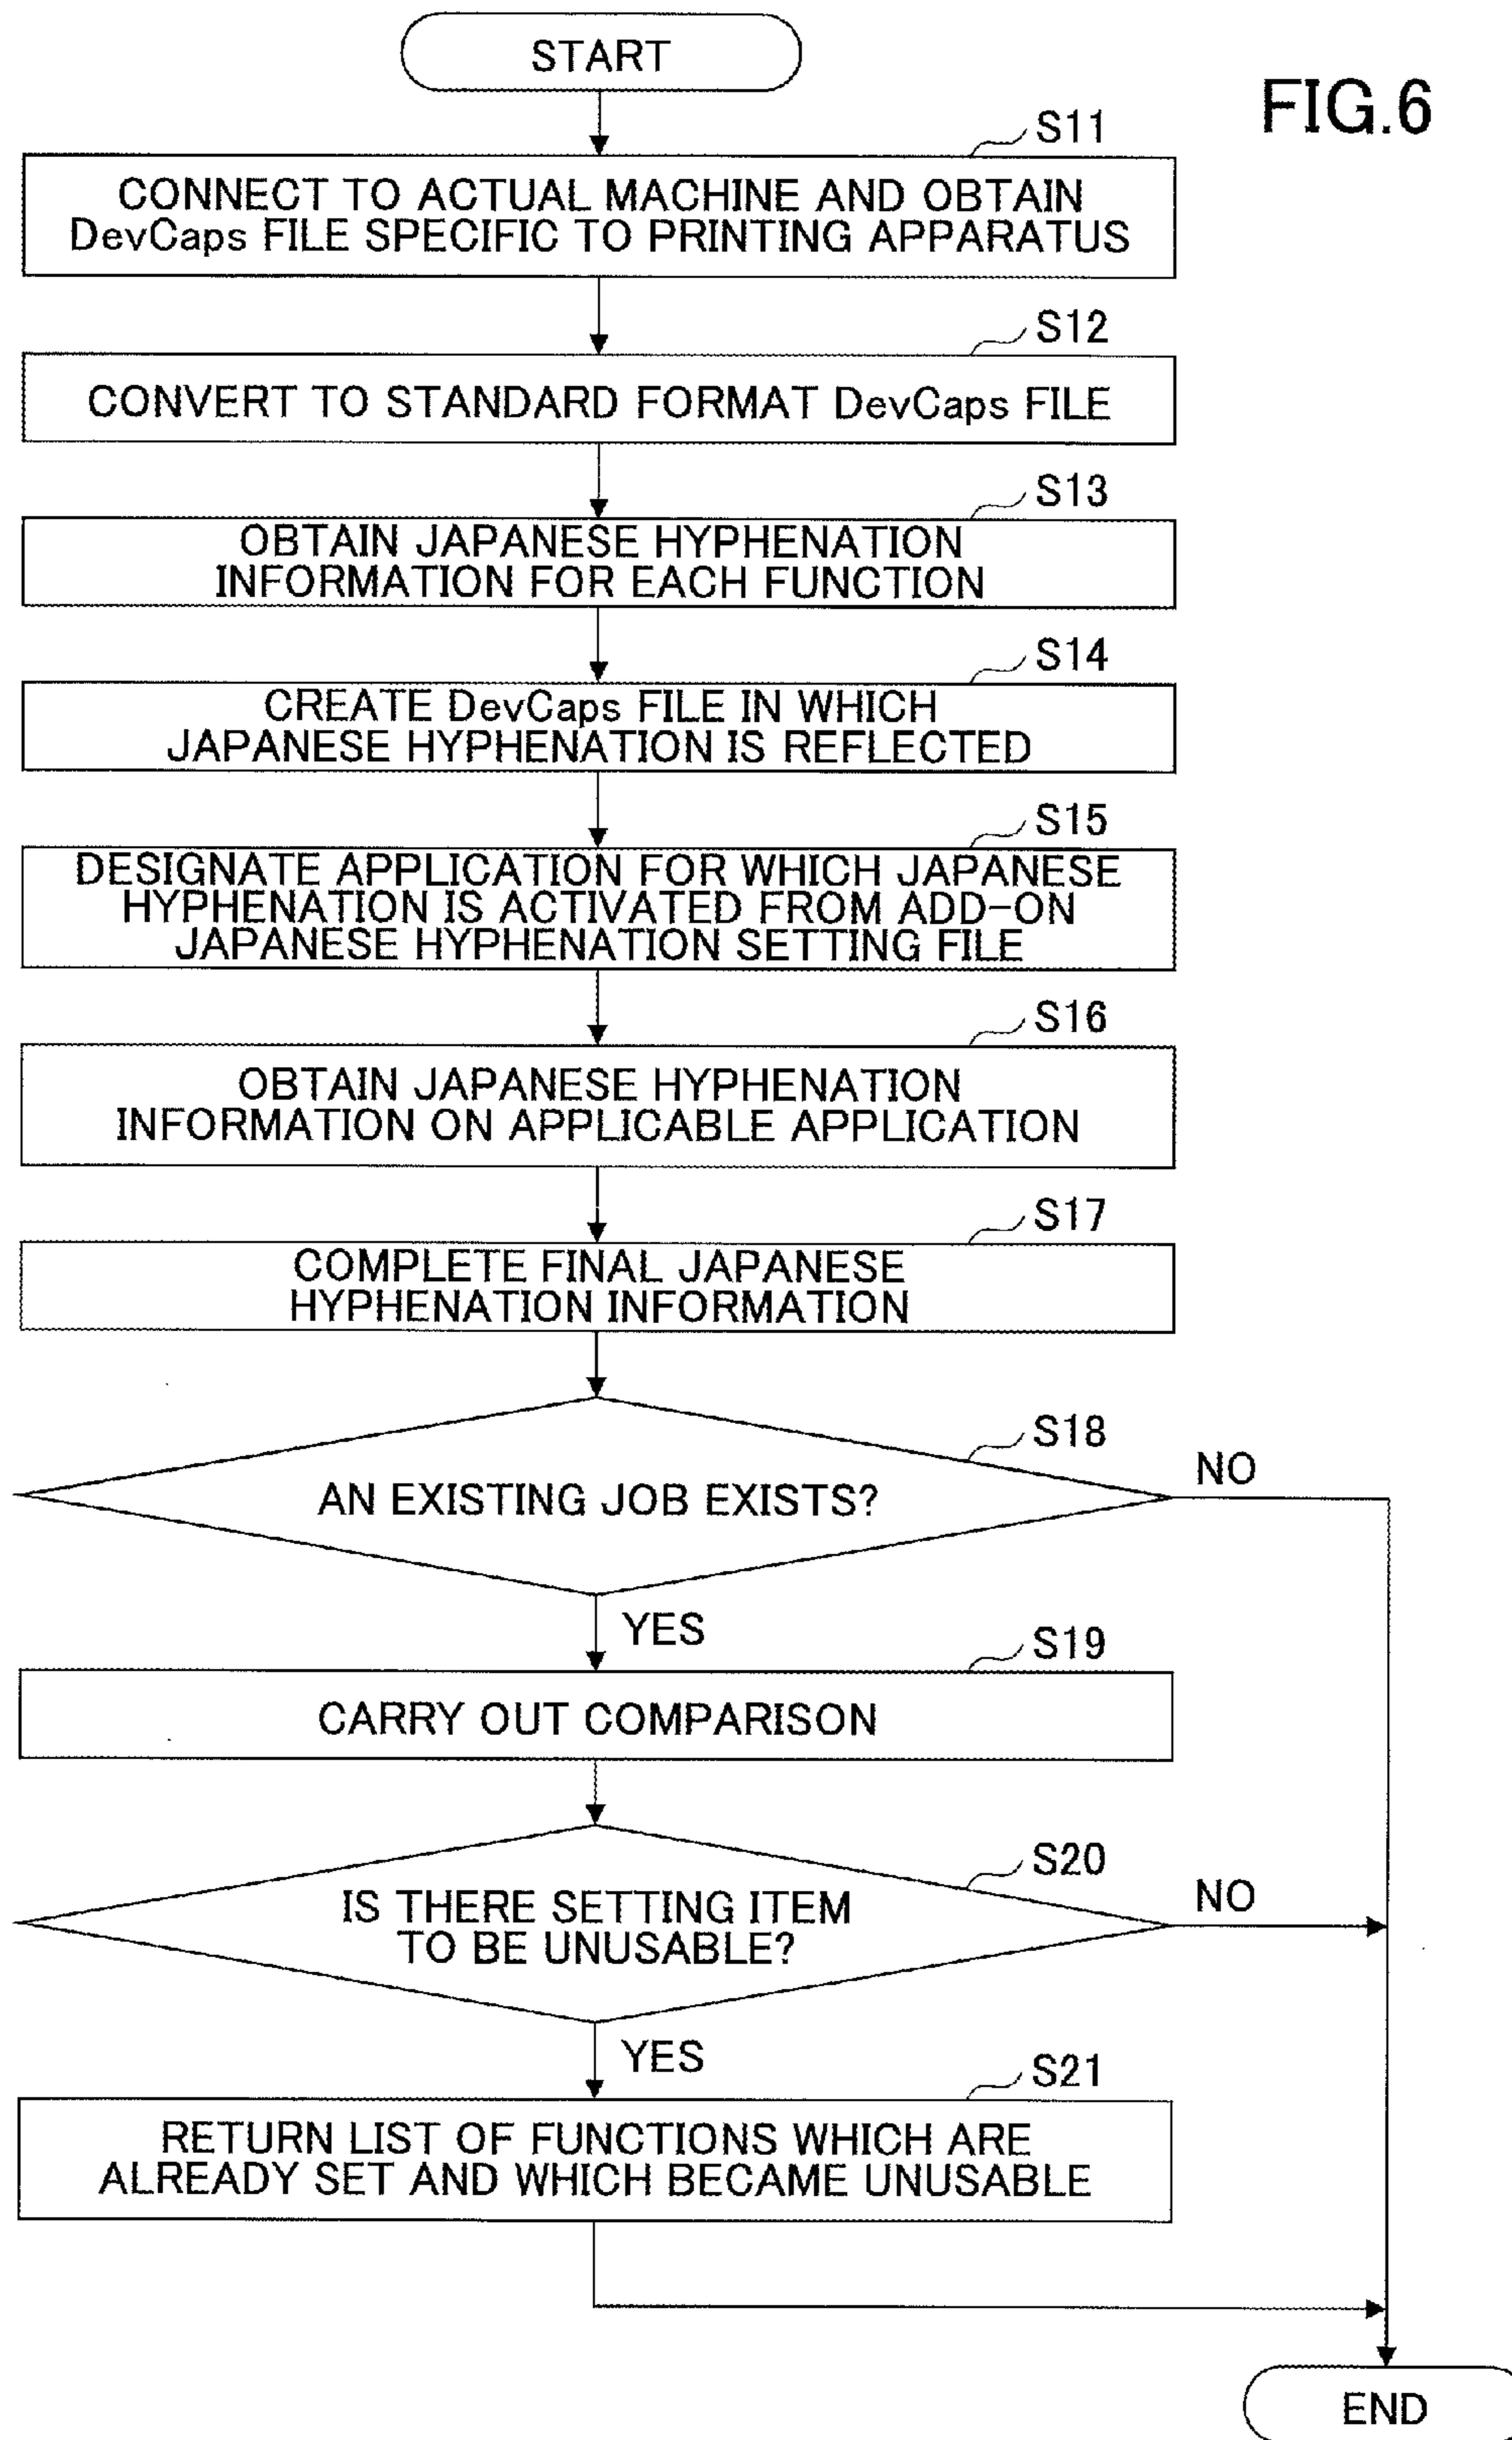 START
FIG.6
S11
CONNECT TO ACTUAL MACHINE AND OBTAIN
DevCaps FILE SPECIFIC TO PRINTING APPARATUS
S12
CONVERT TO STANDARD FORMAT DevCaps FILE
S13
OBTAIN JAPANESE HYPHENATION
INFORMATION FOR EACH FUNCTION
S14
CREATE DevCaps FILE IN WHICH
JAPANESE HYPHENATION IS REFLECTED
S15
DESIGNATE APPLICATION FOR WHICH JAPANESE
HYPHENATION IS ACTIVATED FROM ADD-ON
JAPANESE HYPHENATION SETTING FILE
S16
OBTAIN JAPANESE HYPHENATION
INFORMATION ON APPLICABLE APPLICATION
S17
COMPLETE FINAL JAPANESE
HYPHENATION INFORMATION
S18
NO
AN EXISTING JOB EXISTS?
YES
S19
CARRY OUT COMPARISON
S20
NO
IS THERE SETTING ITEM
TO BE UNUSABLE?
YES
S21
RETURN LIST OF FUNCTIONS WHICH ARE
ALREADY SET AND WHICH BECAME UNUSABLE
END